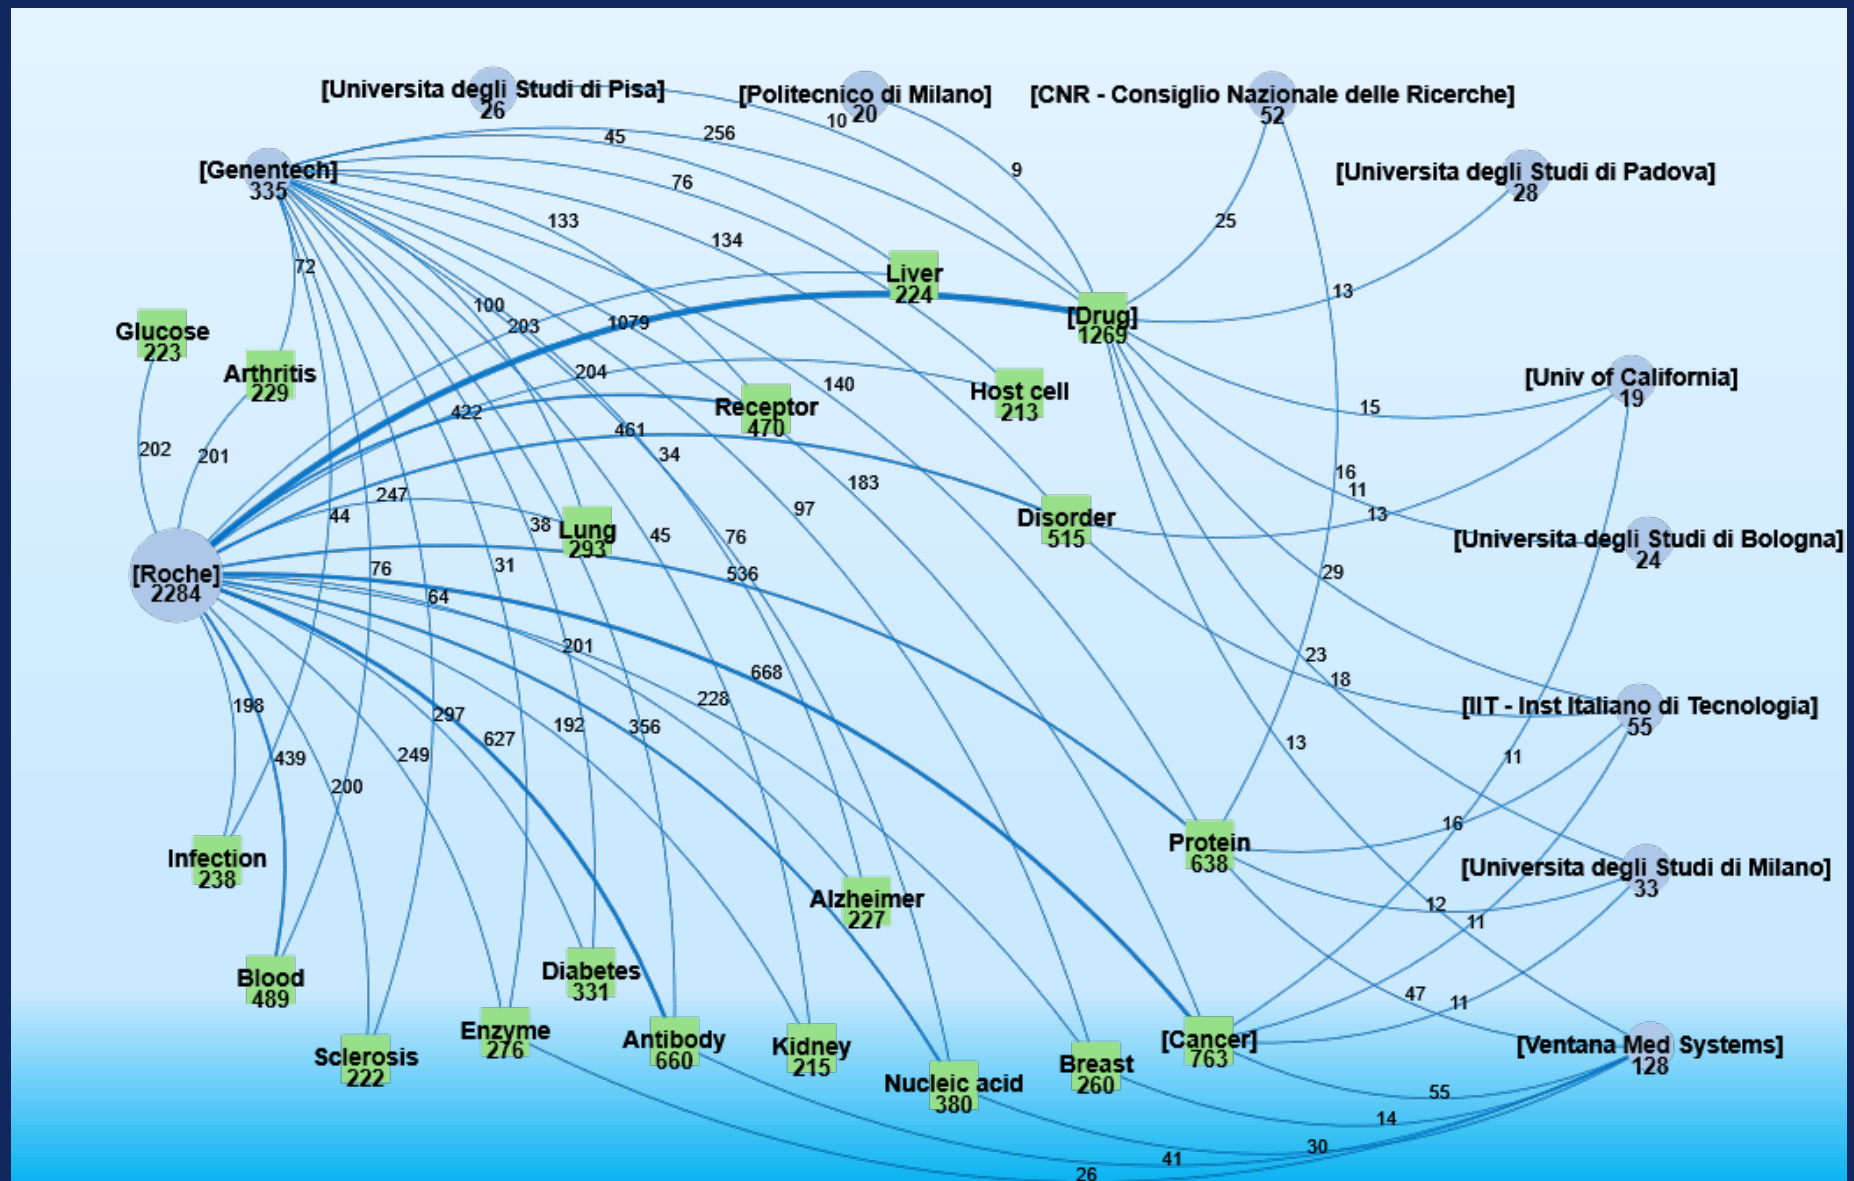 [Universita degli Studi di Pisa]
26
[Politecnico di Milano]
20
[CNR - Consiglio Nazionale delle Ricerche]
52
10
256
45
[Genentech]
335
9
[Universita degli Studi di Padova]
28
76
133
25
134
72
Liver
224
13
100
203
1079
[Drug]
1269
Glucose
223
Arthritis
229
204
140
Host cell
213
[Univ of California]
19
Receptor
470
15
422
461
202
201
34
183
16
11
247
97
44
38
Lung
293
45
76
Disorder
515
13
[Universita degli Studi di Bologna]
24
76
31
536
29
[Roche]
2284
64
201
668
23
18
228
198
297
192
356
627
[IIT - Inst Italiano di Tecnologia]
55
13
439
249
11
200
16
Infection
238
Protein
638
[Universita degli Studi di Milano]
33
Alzheimer
227
12
11
Blood
489
Diabetes
331
47
11
Sclerosis
222
Enzyme
276
Antibody
660
Kidney
215
Nucleic acid
380
Breast
260
[Cancer]
763
[Ventana Med Systems]
128
55
14
30
41
26